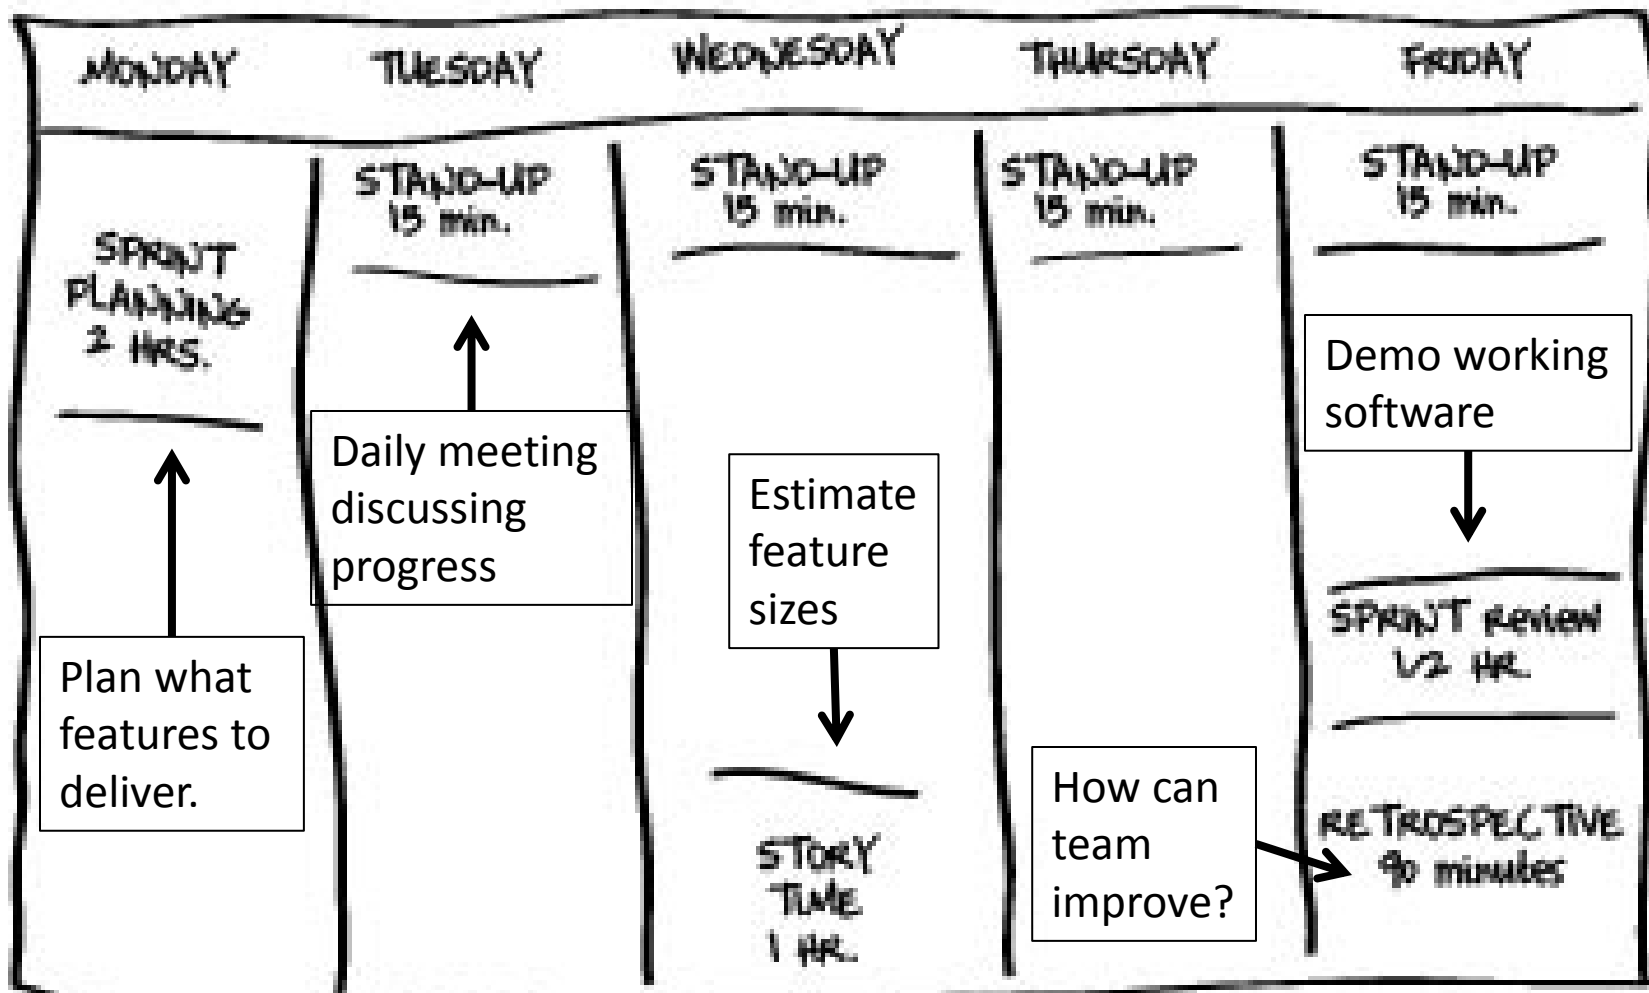 MONDAY
TUESDAY
WEDNESDAY
THURSDAY
FRIDAY
SPRINT
PLANNING
2 HRS.
Plan what
features to
deliver.
STAND-UP
15 min.
Daily meeting
discussing
progress
STAND-UP
15 min.
Estimate
feature
sizes
STORY
TIME
1 HR.
STAND-UP
15 min.
How can
team
improve?
STAND-UP
15 min.
Demo working
software
SPRINT Review
1/2 HR.
RETROSPECTIVE
90 minutes